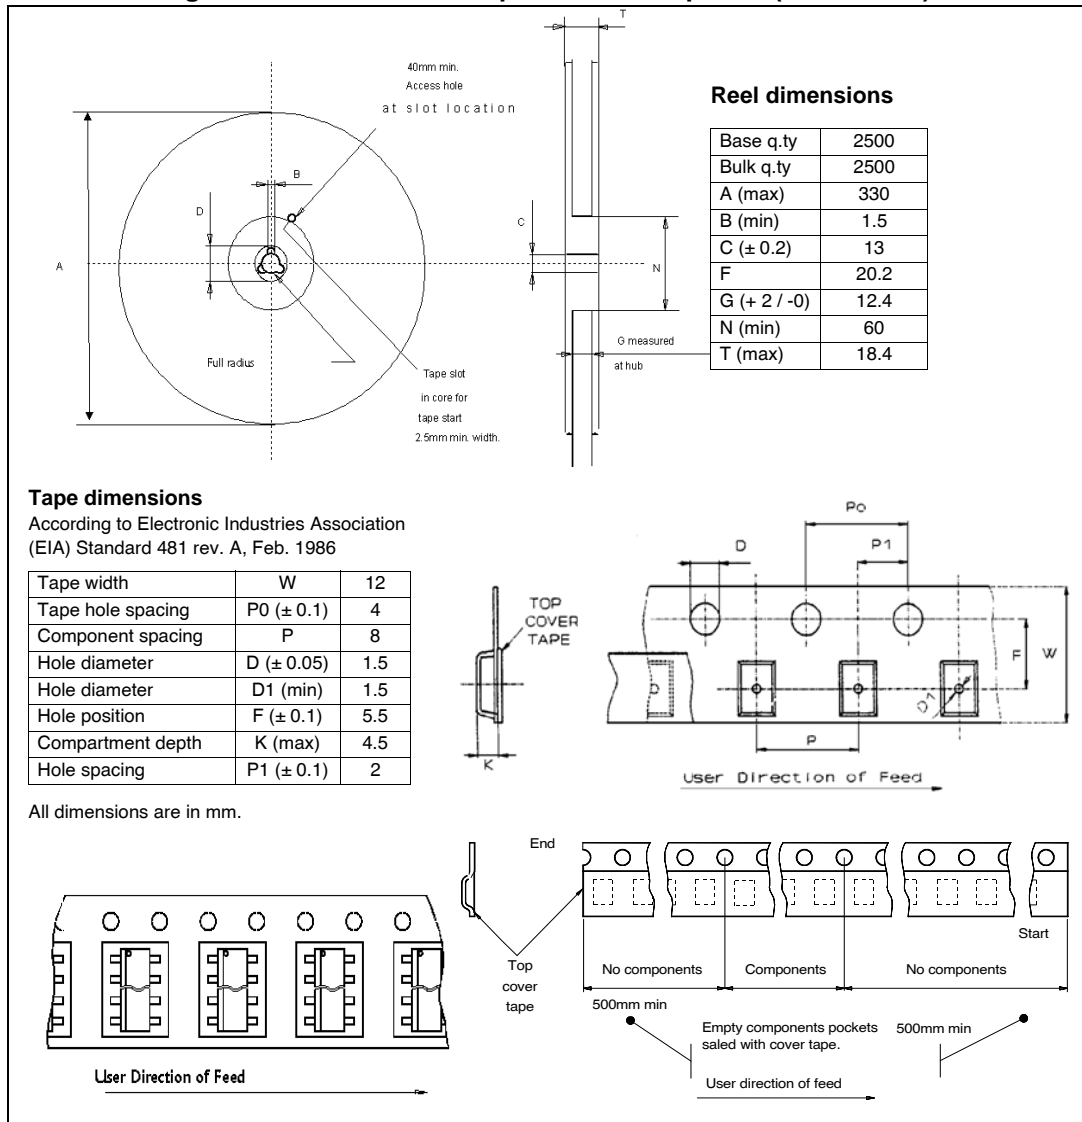 T
40mm min.
Access hole
at slot location
B
D
C
A
N
Full radius
Tape slot
in core for
tape start
2.5mm min. width.
G measured
at hub
Reel dimensions
Base q.ty 2500
Bulk q.ty 2500
A (max) 330
B (min) 1.5
C (± 0.2) 13
F 20.2
G (+ 2 / -0) 12.4
N (min) 60
T (max) 18.4
Tape dimensions
According to Electronic Industries Association
(EIA) Standard 481 rev. A, Feb. 1986
Tape width W 12
Tape hole spacing P0 (± 0.1) 4
Component spacing P 8
Hole diameter D (± 0.05) 1.5
Hole diameter D1 (min) 1.5
Hole position F (± 0.1) 5.5
Compartment depth K (max) 4.5
Hole spacing P1 (± 0.1) 2
All dimensions are in mm.
Po
D
P1
TOP
COVER
TAPE
F
W
D1
P
K
User Direction of Feed
End
Start
Top
cover
tape
No components
Components
No components
500mm min
Empty components pockets
saled with cover tape.
500mm min
User direction of feed
User Direction of Feed